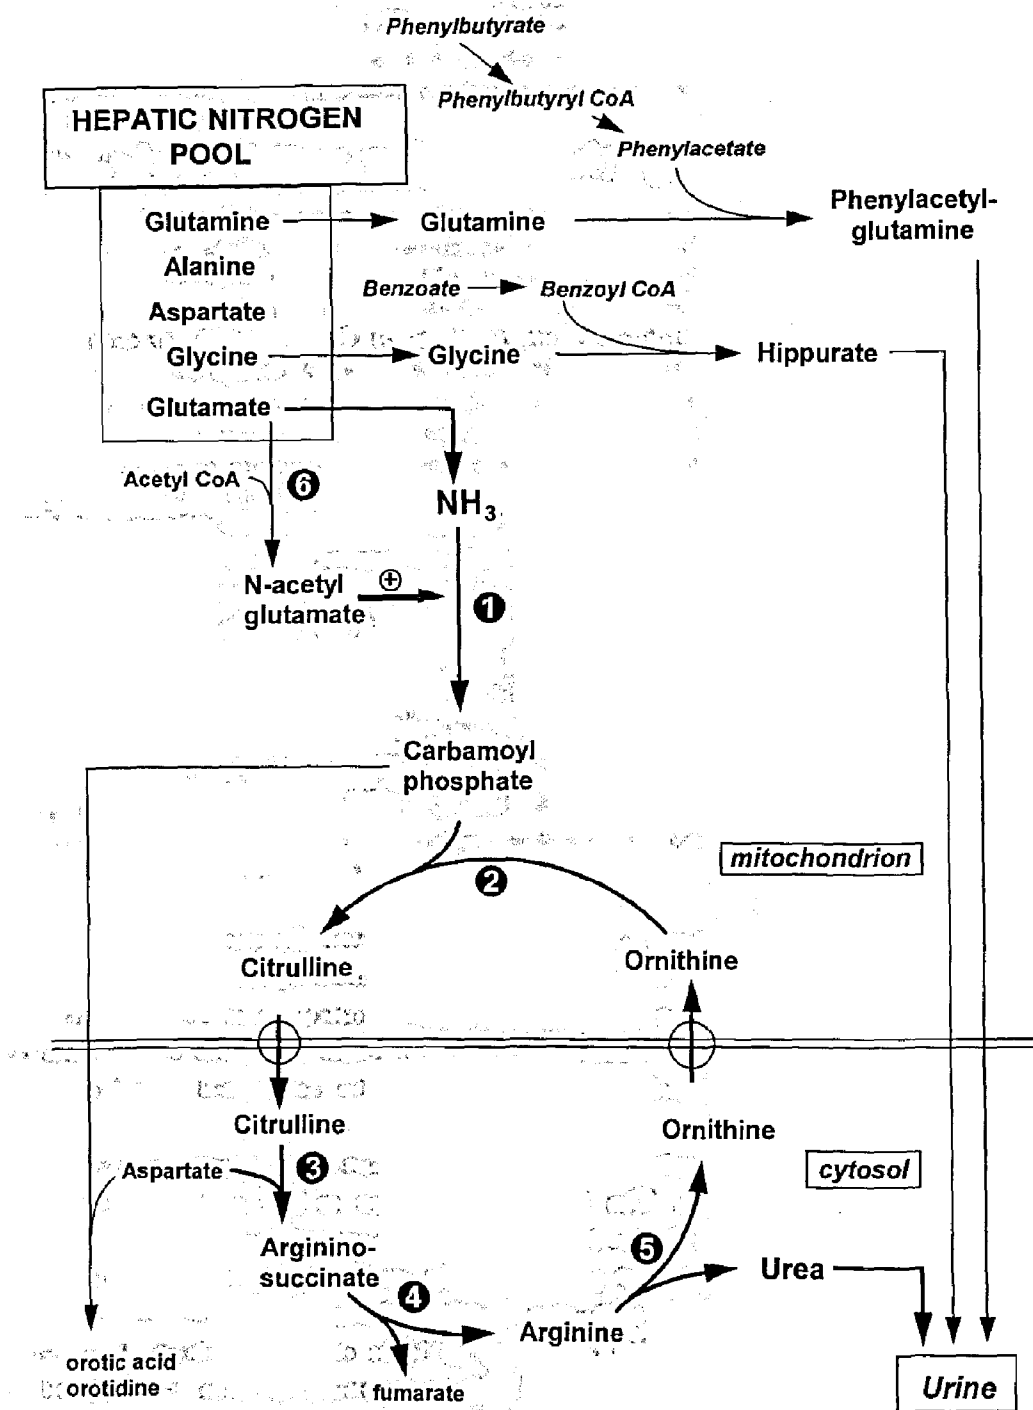 Phenylbutyrate
Phenylbutyryl CoA
Phenylacetate
HEPATIC NITROGEN
POOL
Glutamine
Glutamine
Phenylacetyl-
glutamine
Alanine
Benzoate
Benzoyl CoA
Aspartate
Glycine
Glycine
Hippurate
Glutamate
Acetyl CoA
6
NH3
N-acetyl
glutamate
+
1
Carbamoyl
phosphate
mitochondrion
2
Citrulline
Ornithine
Citrulline
Ornithine
Aspartate
3
cytosol
Arginino-
succinate
5
Urea
4
Arginine
orotic acid
orotidine
fumarate
Urine